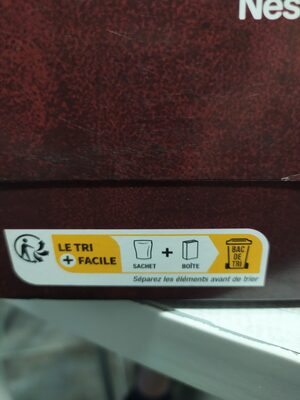 Nes
LE TRI
+ FACILE
SACHET
+
BOÎTE
BAC
DE
TRI
Séparez les éléments avant de trier